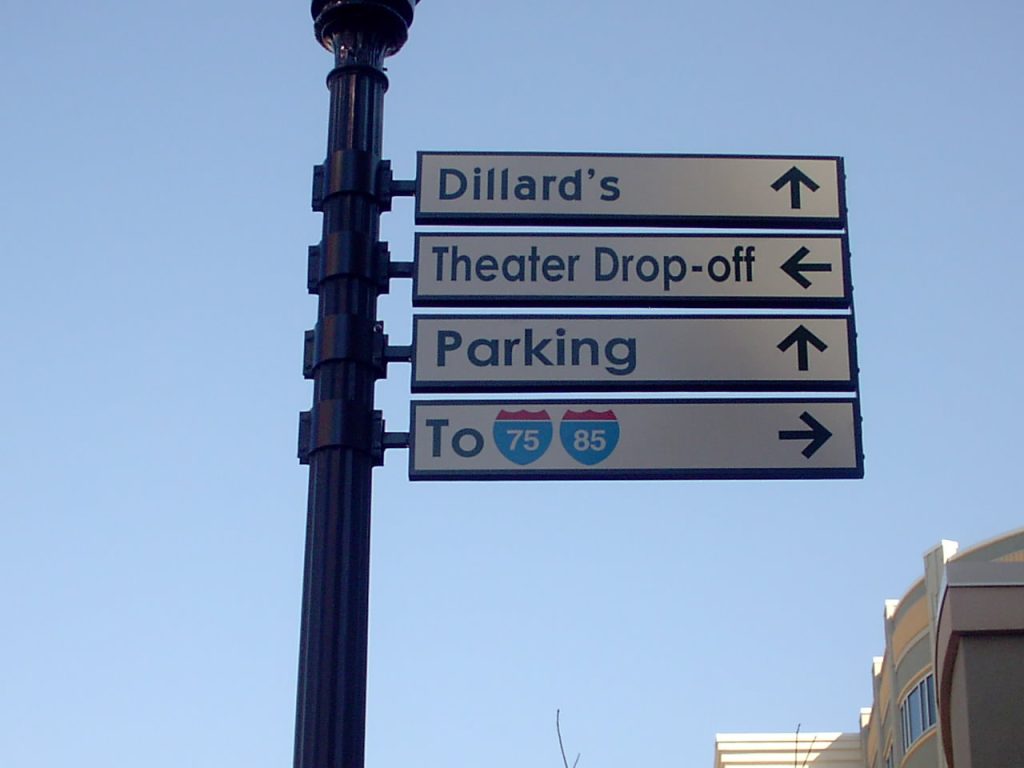 Dillard's
Theater Drop-off
Parking
To 75 85